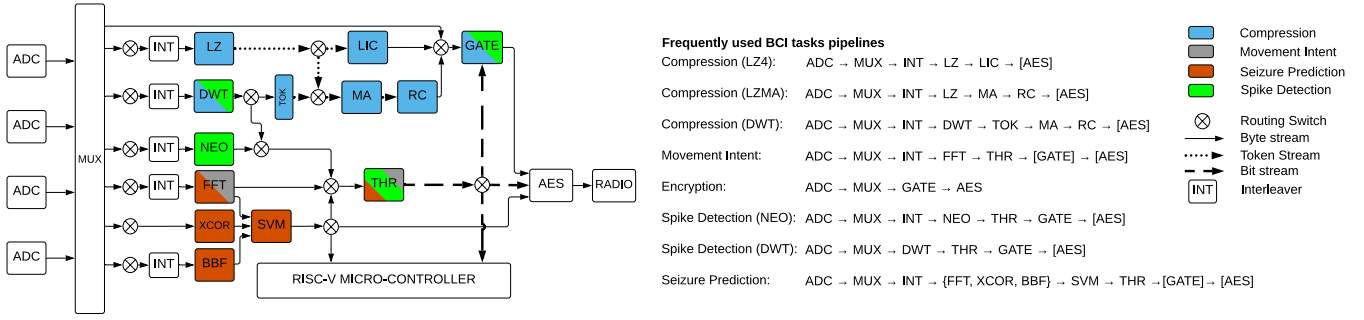 ADC
ADC
ADC
ADC
MUX
INT
LZ
LIC
GATE
INT
DWT
TOK
MA
RC
INT
NEO
INT
FFT
THR
XCOR
SVM
INT
BBF
AES
RADIO
RISC-V MICRO-CONTROLLER
Frequently used BCI tasks pipelines
Compression (LZ4): ADC → MUX → INT → LZ → LIC → [AES]
Compression (LZMA): ADC → MUX → INT → LZ → MA → RC → [AES]
Compression (DWT): ADC → MUX → INT → DWT → TOK → MA → RC → [AES]
Movement Intent: ADC → MUX → INT → FFT → THR → [GATE] → [AES]
Encryption: ADC → MUX → GATE → AES
Spike Detection (NEO): ADC → MUX → INT → NEO → THR → GATE → [AES]
Spike Detection (DWT): ADC → MUX → DWT → THR → GATE → [AES]
Seizure Prediction: ADC → MUX → INT → {FFT, XCOR, BBF} → SVM → THR →[GATE]→ [AES]
Compression
Movement Intent
Seizure Prediction
Spike Detection
Routing Switch
Byte stream
Token Stream
Bit stream
INT Interleaver